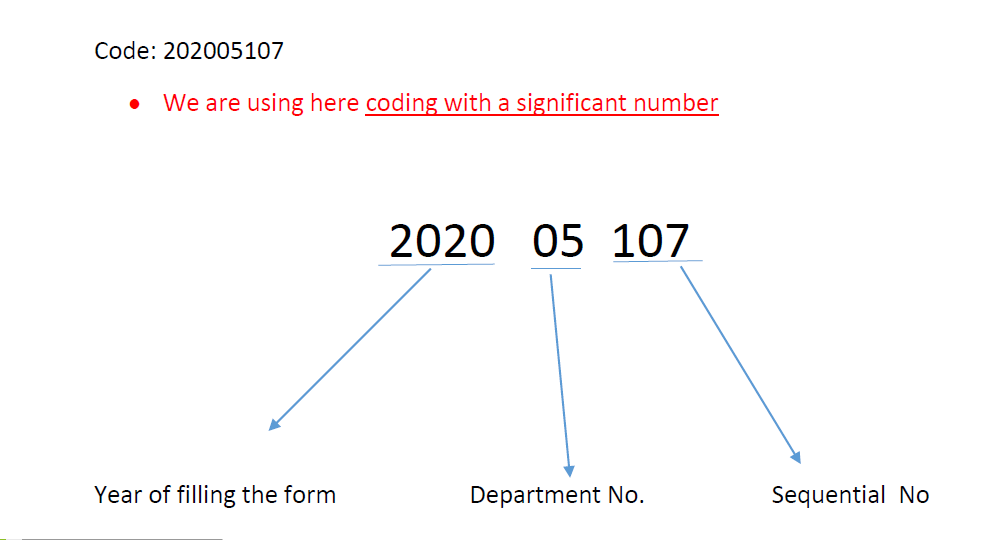 Code: 202005107
• We are using here coding with a significant number
2020 05 107
Year of filling the form Department No. Sequential No